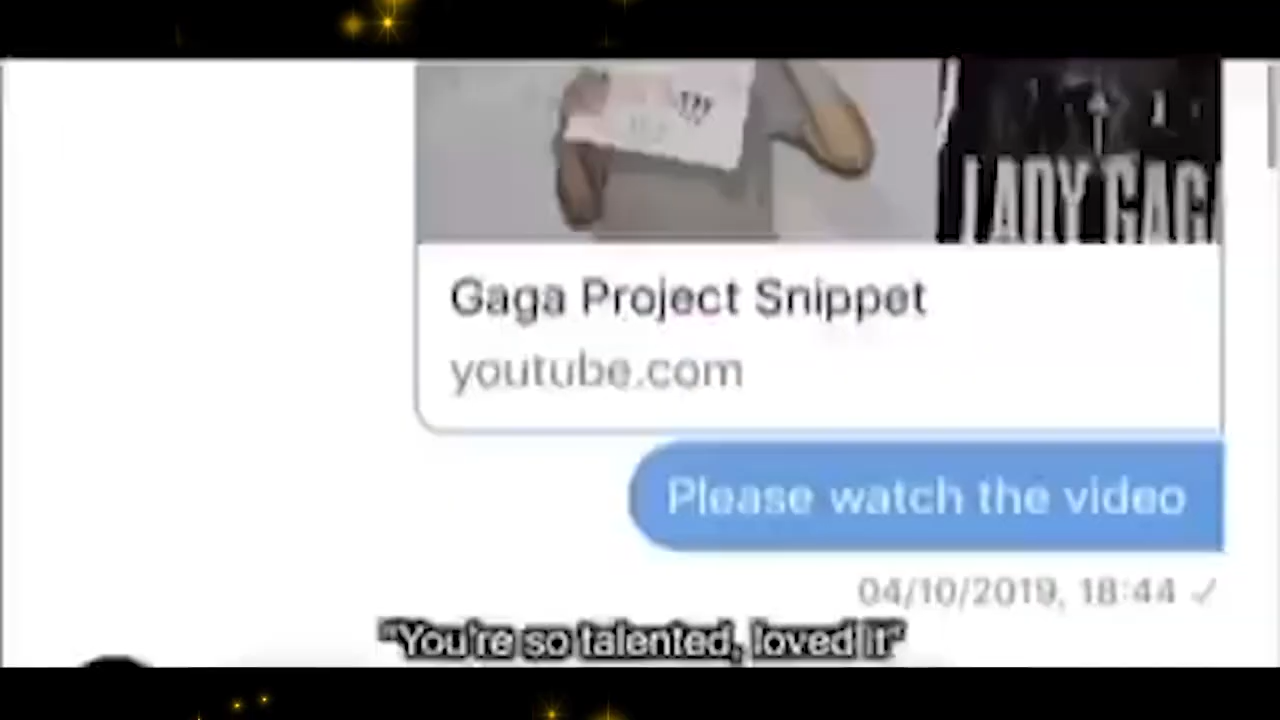 ???
LADY GAGA
Gaga Project Snippet
youtube.com
Please watch the video
04/10/2019, 18:44 ✓
"You're so talented, loved it"